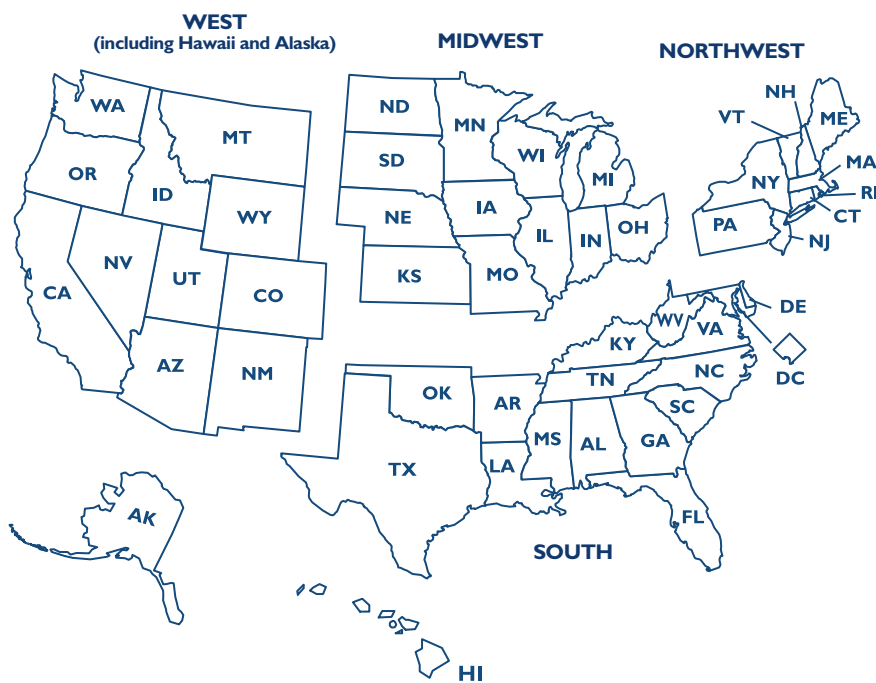 WEST
(including Hawaii and Alaska)
MIDWEST
NORTHWEST
WA
MT
OR
ID
WY
NV
UT
CA
CO
AZ
NM
AK
HI
ND
MN
SD
WI
MI
IA
NE
IL
IN
OH
KS
MO
NH
ME
VT
MA
NY
RI
CT
PA
NJ
DE
WV
VA
KY
DC
NC
TN
OK
AR
SC
MS
AL
GA
LA
TX
FL
SOUTH